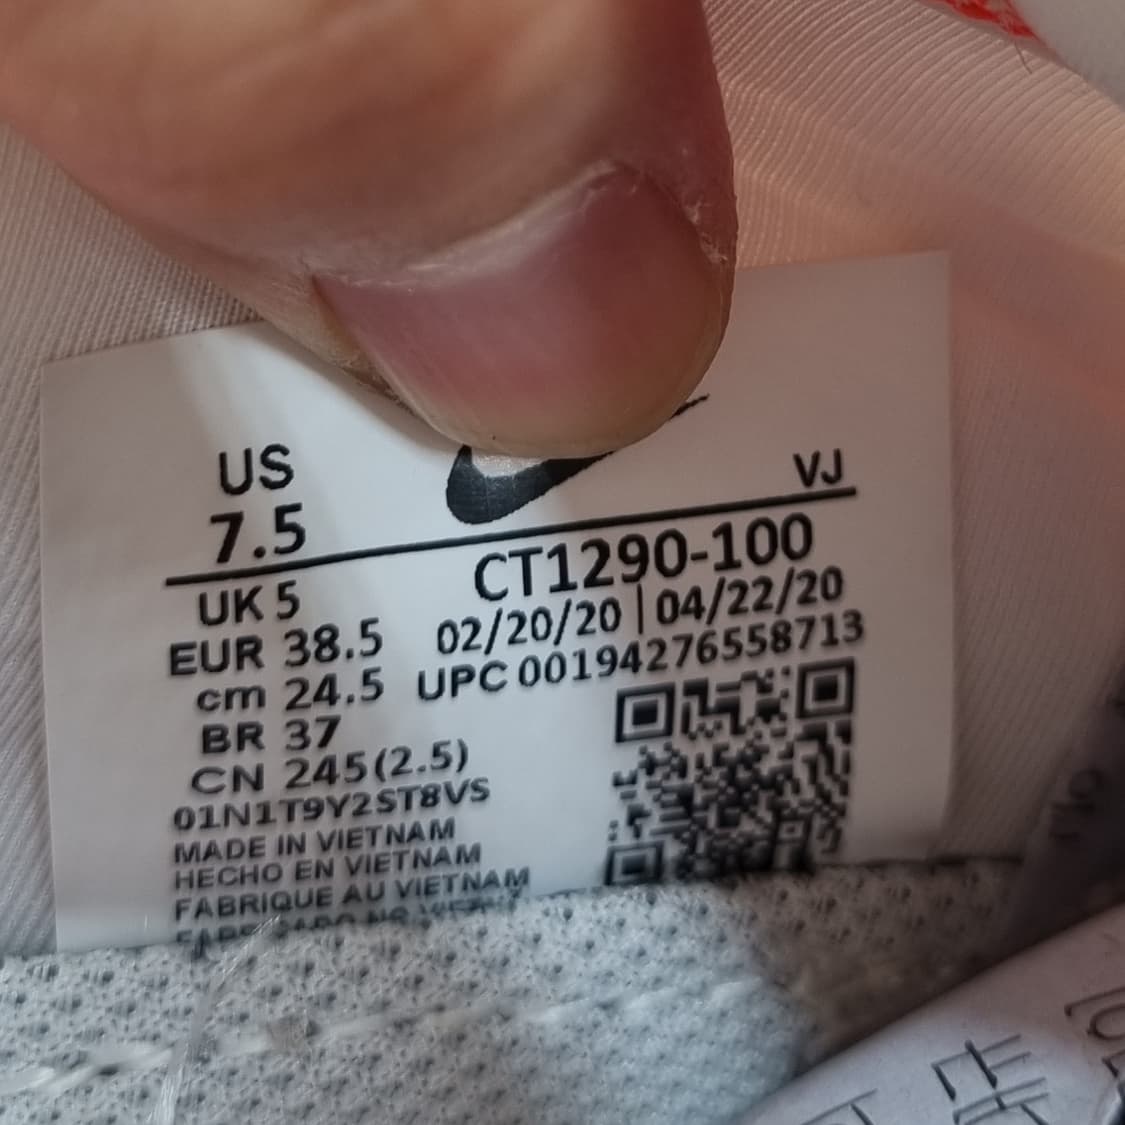 US
VJ
7.5
CT1290-100
UK 5
02/20/20 | 04/22/20
EUR 38.5
UPC 00194276558713
cm 24.5
BR 37
CN 245(2.5)
01N1T9Y2ST8VS
MADE IN VIETNAM
HECHO EN VIETNAM
FABRIQUE AU VIETNAM